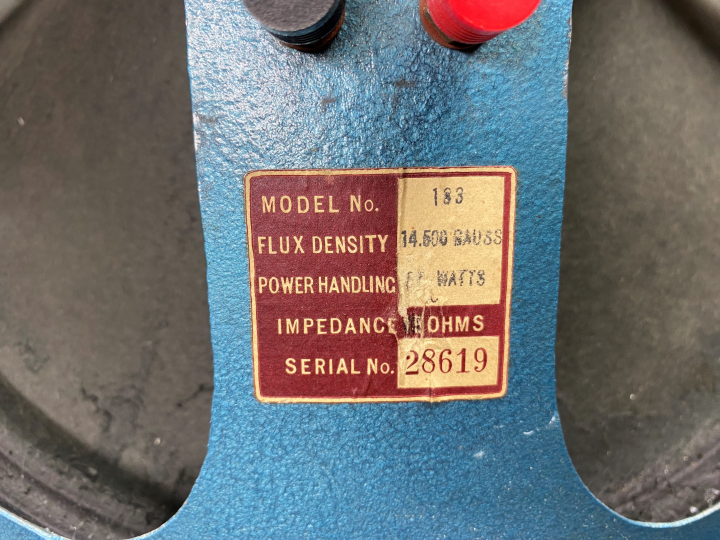 MODEL No. 183
FLUX DENSITY 14.500 GAUSS
POWER HANDLING WATTS
IMPEDANCE OHMS
SERIAL No. 28619